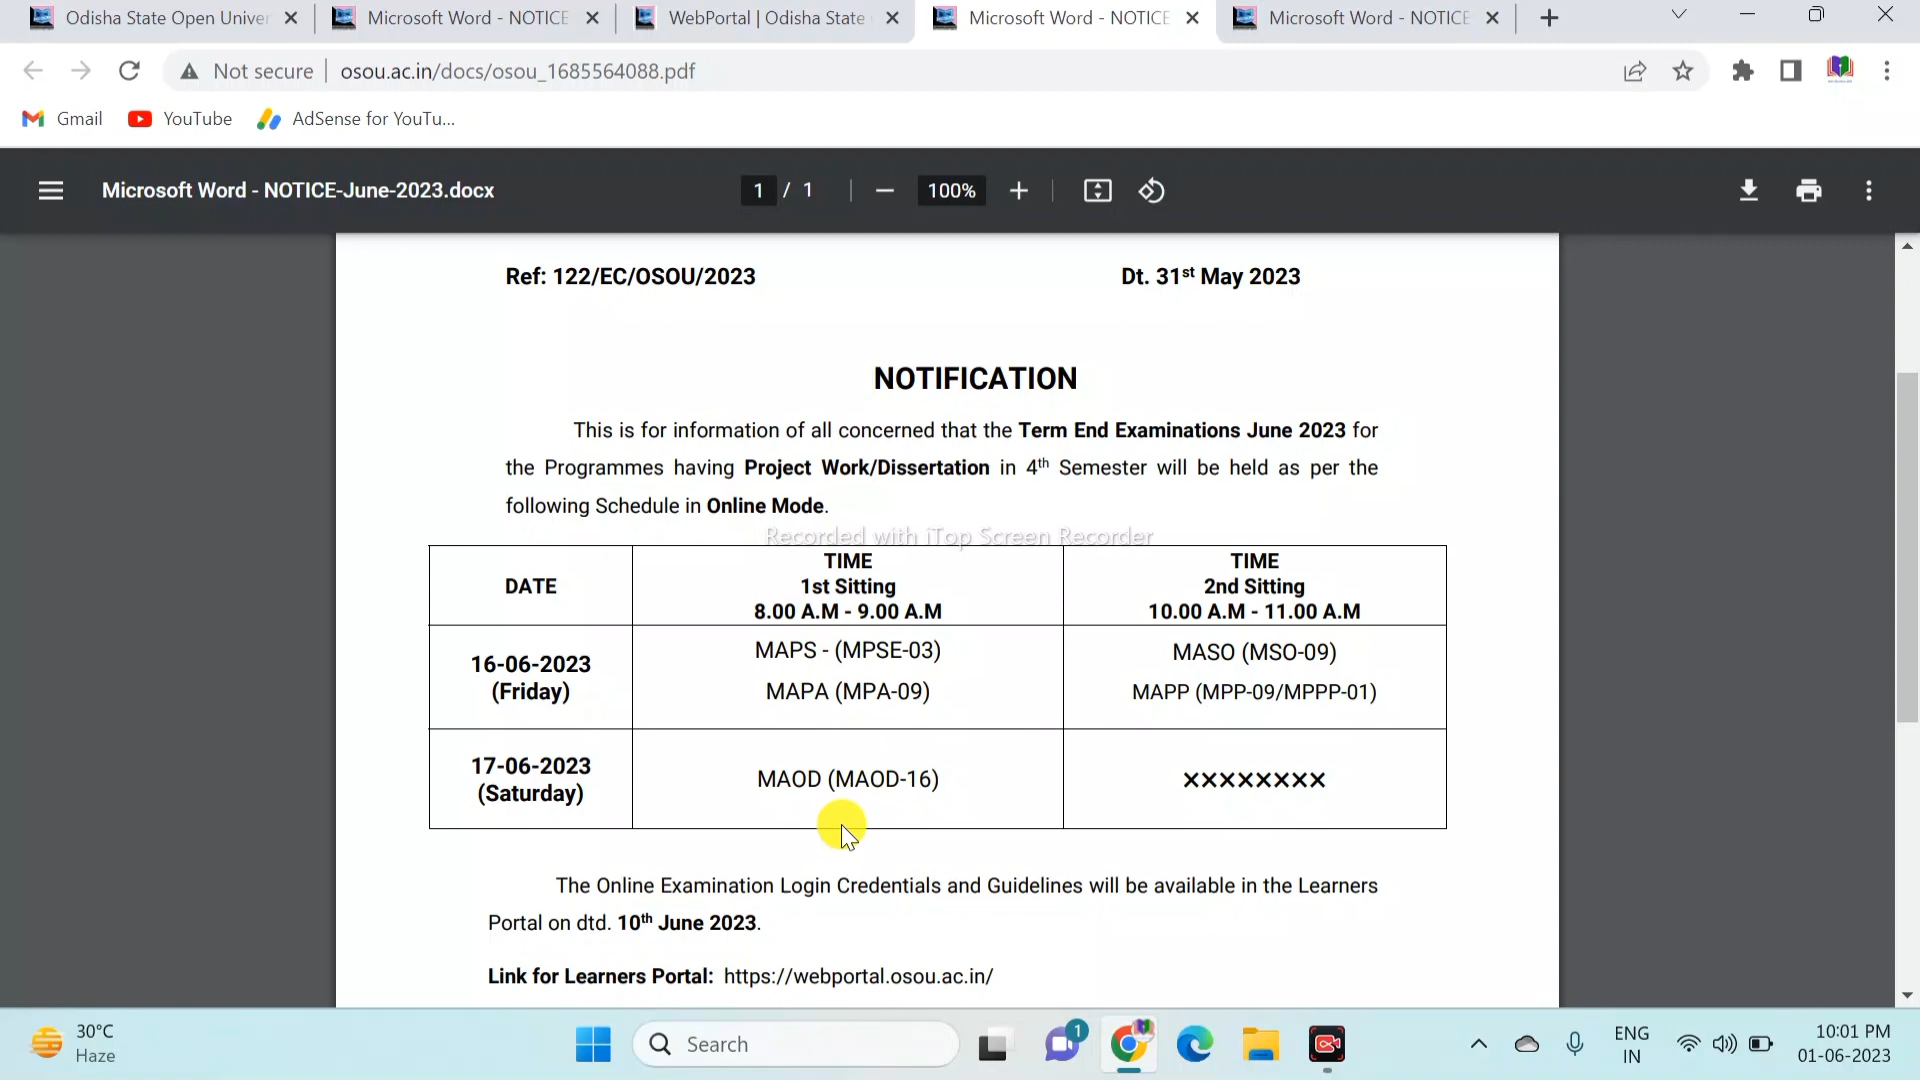 Odisha State Open Univer
Microsoft Word - NOTICE
WebPortal | Odisha State
Microsoft Word - NOTICE
Microsoft Word - NOTICE
Not secure
osou.ac.in/docs/osou_1685564088.pdf
Gmail
YouTube
AdSense for YouTu...
Microsoft Word - NOTICE-June-2023.docx
1 / 1
100%
Ref: 122/EC/OSOU/2023
Dt. 31st May 2023
NOTIFICATION
This is for information of all concerned that the Term End Examinations June 2023 for
the Programmes having Project Work/Dissertation in 4th Semester will be held as per the
following Schedule in Online Mode.
Recorded with iTop Screen Recorder
DATE
TIME
1st Sitting
8.00 A.M - 9.00 A.M
TIME
2nd Sitting
10.00 A.M - 11.00 A.M
16-06-2023
(Friday)
MAPS - (MPSE-03)
MAPA (MPA-09)
MASO (MSO-09)
MAPP (MPP-09/MPPP-01)
17-06-2023
(Saturday)
MAOD (MAOD-16)
××××××××
The Online Examination Login Credentials and Guidelines will be available in the Learners
Portal on dtd. 10th June 2023.
Link for Learners Portal: https://webportal.osou.ac.in/
30°C
Haze
Search
1
ENG
IN
10:01 PM
01-06-2023